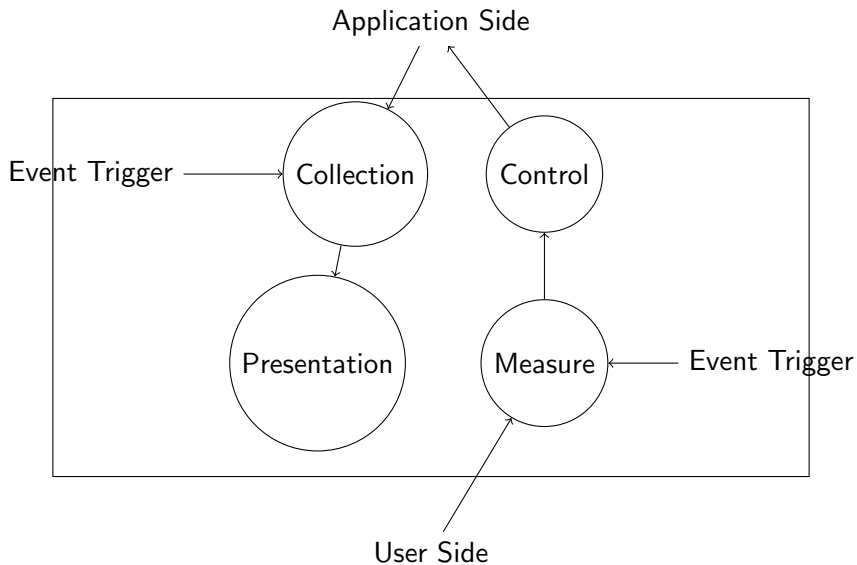 Application Side
Event Trigger
Collection
Control
Presentation
Measure
Event Trigger
User Side